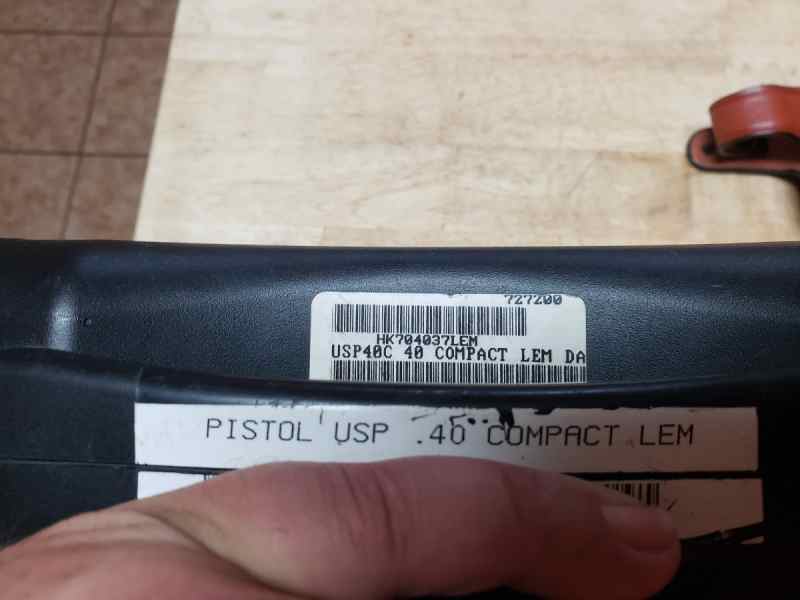 727200
HK704037LEM
USP40C 40 COMPACT LEM DA
PISTOL USP .40 COMPACT LEM